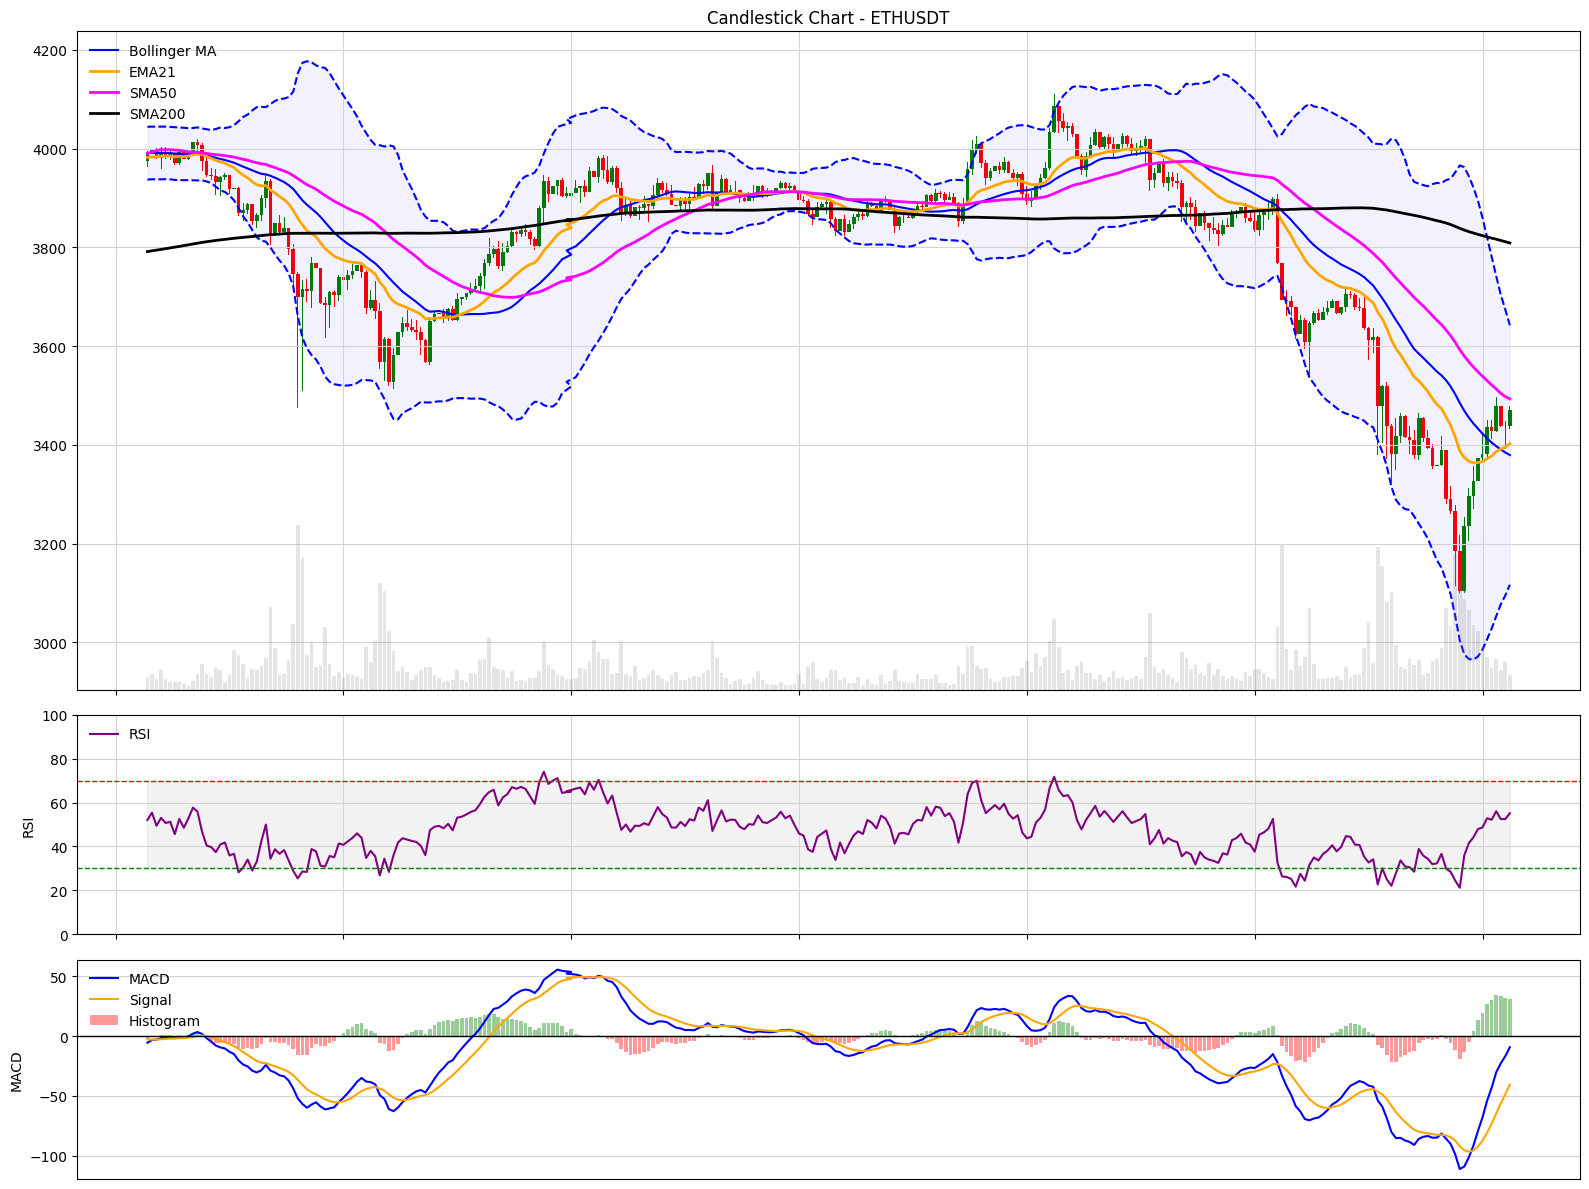 Candlestick Chart - ETHUSDT
Bollinger MA
EMA21
SMA50
SMA200
4200
4000
3800
3600
3400
3200
3000
RSI
100
80
60
40
20
0
RSI
MACD
Signal
Histogram
50
0
−50
−100
MACD